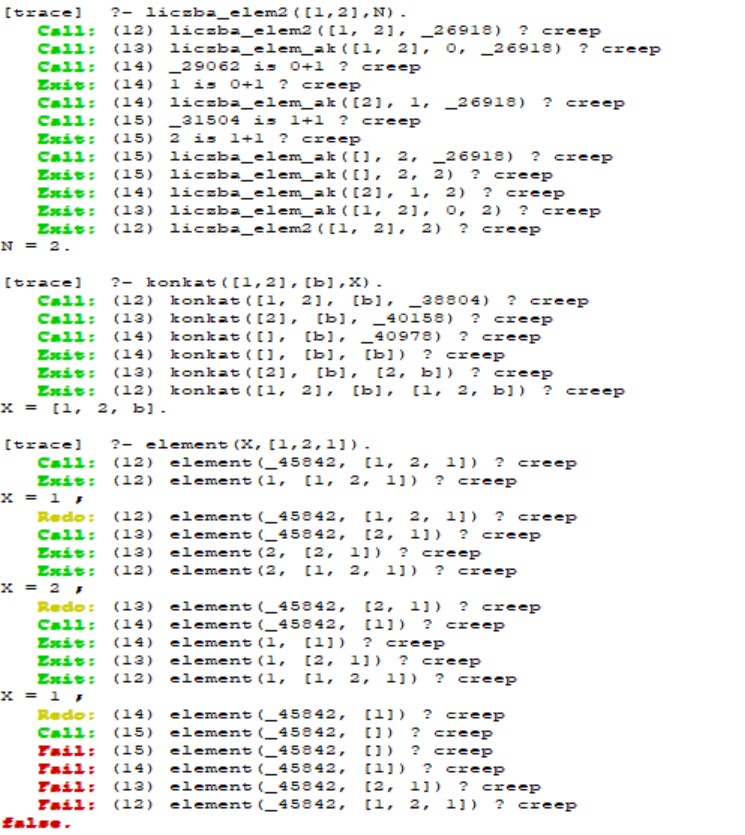 [trace]  ?- liczba_elem2([1,2],N).
   Call: (12) liczba_elem2([1, 2], _26918) ? creep
   Call: (13) liczba_elem_ak([1, 2], 0, _26918) ? creep
   Call: (14) _29062 is 0+1 ? creep
   Exit: (14) 1 is 0+1 ? creep
   Call: (14) liczba_elem_ak([2], 1, _26918) ? creep
   Call: (15) _31504 is 1+1 ? creep
   Exit: (15) 2 is 1+1 ? creep
   Call: (15) liczba_elem_ak([], 2, _26918) ? creep
   Exit: (15) liczba_elem_ak([], 2, 2) ? creep
   Exit: (14) liczba_elem_ak([2], 1, 2) ? creep
   Exit: (13) liczba_elem_ak([1, 2], 0, 2) ? creep
   Exit: (12) liczba_elem2([1, 2], 2) ? creep
N = 2.
[trace]  ?- konkat([1,2],[b],X).
   Call: (12) konkat([1, 2], [b], _38804) ? creep
   Call: (13) konkat([2], [b], _40158) ? creep
   Call: (14) konkat([], [b], _40978) ? creep
   Exit: (14) konkat([], [b], [b]) ? creep
   Exit: (13) konkat([2], [b], [2, b]) ? creep
   Exit: (12) konkat([1, 2], [b], [1, 2, b]) ? creep
X = [1, 2, b].
[trace]  ?- element(X,[1,2,1]).
   Call: (12) element(_45842, [1, 2, 1]) ? creep
   Exit: (12) element(1, [1, 2, 1]) ? creep
X = 1 ;
   Redo: (12) element(_45842, [1, 2, 1]) ? creep
   Call: (13) element(_45842, [2, 1]) ? creep
   Exit: (13) element(2, [2, 1]) ? creep
   Exit: (12) element(2, [1, 2, 1]) ? creep
X = 2 ;
   Redo: (13) element(_45842, [2, 1]) ? creep
   Call: (14) element(_45842, [1]) ? creep
   Exit: (14) element(1, [1]) ? creep
   Exit: (13) element(1, [2, 1]) ? creep
   Exit: (12) element(1, [1, 2, 1]) ? creep
X = 1 ;
   Redo: (14) element(_45842, [1]) ? creep
   Call: (15) element(_45842, []) ? creep
   Fail: (15) element(_45842, []) ? creep
   Fail: (14) element(_45842, [1]) ? creep
   Fail: (13) element(_45842, [2, 1]) ? creep
   Fail: (12) element(_45842, [1, 2, 1]) ? creep
false.